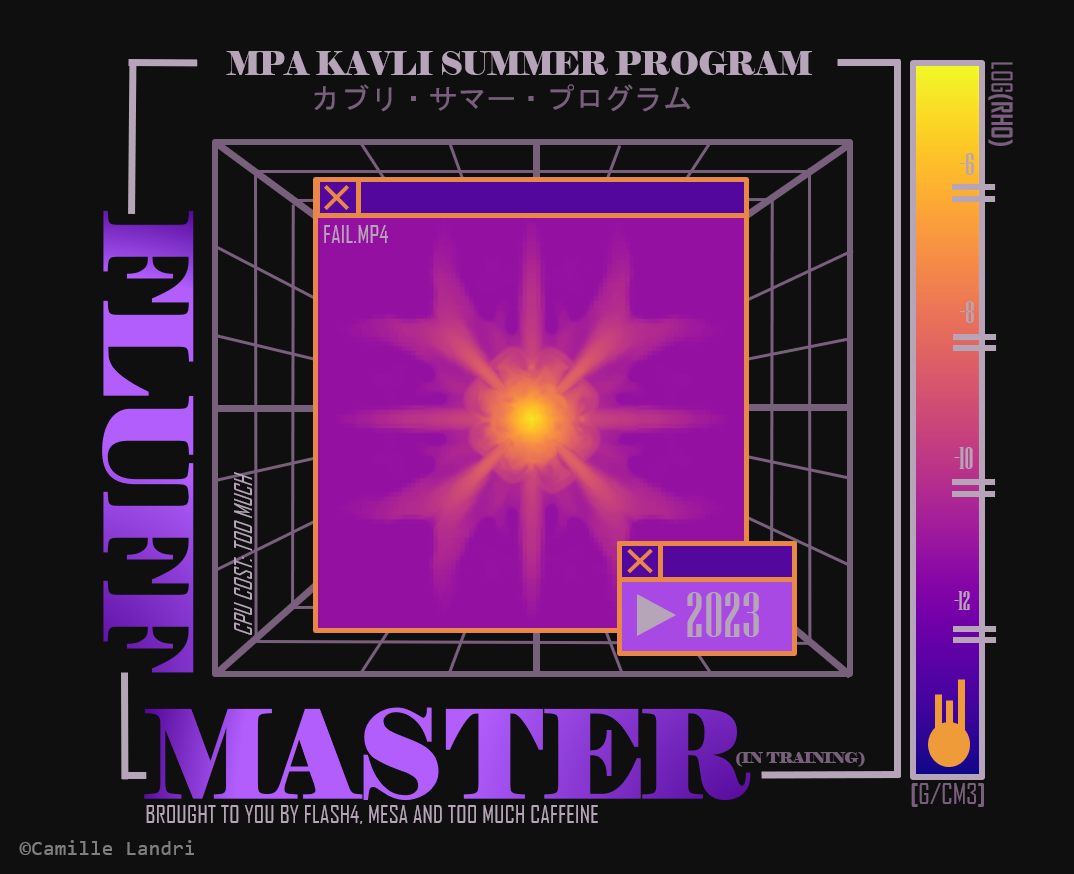 MPA KAVLI SUMMER PROGRAM
カブリ・サマー・プログラム
LOG(RHO)
-6
-8
-10
-12
[G/CM3]
FAIL.MP4
CPU COST: TOO MUCH
2023
FLUFF
MASTER
(IN TRAINING)
BROUGHT TO YOU BY FLASH4, MESA AND TOO MUCH CAFFEINE
©Camille Landri